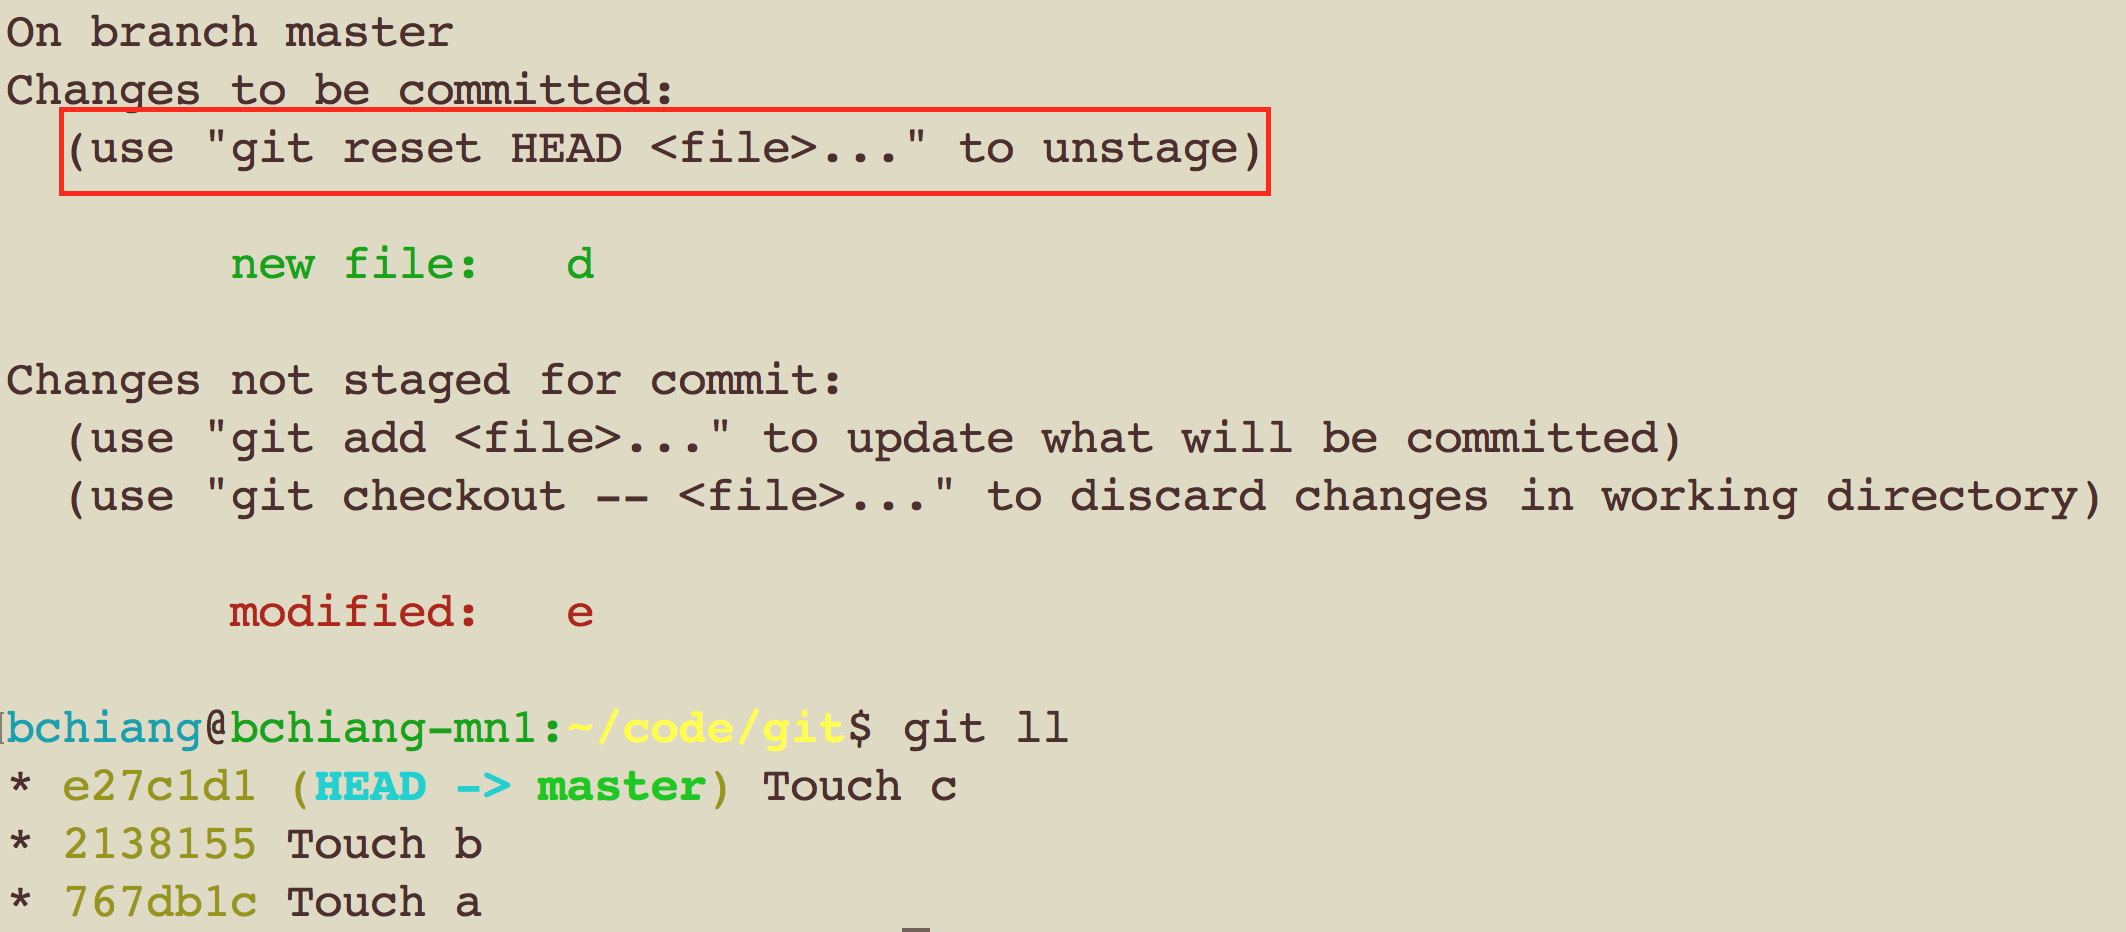 On branch master
Changes to be committed:
  (use "git reset HEAD <file>..." to unstage)
        new file:   d
Changes not staged for commit:
  (use "git add <file>..." to update what will be committed)
  (use "git checkout -- <file>..." to discard changes in working directory)
        modified:   e
bchiang@bchiang-mn1:~/code/git$ git ll
* e27c1d1 (HEAD -> master) Touch c
* 2138155 Touch b
* 767db1c Touch a